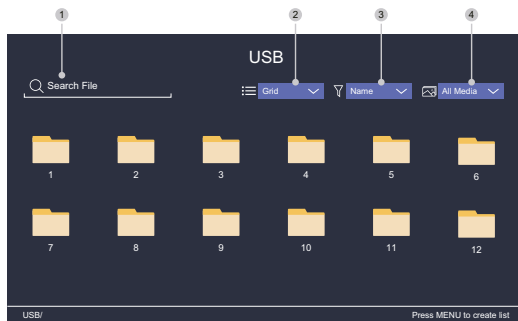 1 2 3 4
USB
Search File Grid Name All Media
1 2 3 4 5 6
7 8 9 10 11 12
USB/ Press MENU to create list